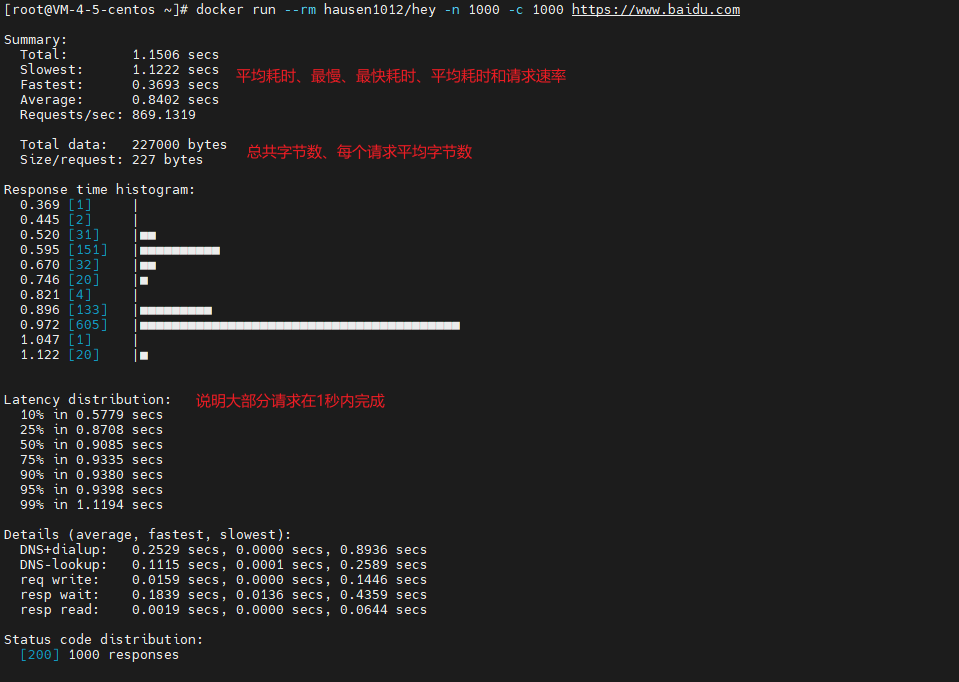 [root@VM-4-5-centos ~]# docker run --rm hausen1012/hey -n 1000 -c 1000 https://www.baidu.com
Summary:
Total: 1.1506 secs
Slowest: 1.1222 secs
平均耗时、最慢、最快耗时、平均耗时和请求速率
Fastest: 0.3693 secs
Average: 0.8402 secs
Requests/sec: 869.1319
Total data: 227000 bytes
总共字节数、每个请求平均字节数
Size/request: 227 bytes
Response time histogram:
0.369 [1] |
0.445 [2] |
0.520 [31] |■■
0.595 [151] |■■■■■■■■■■
0.670 [32] |■■
0.746 [20] |■
0.821 [4] |
0.896 [133] |■■■■■■■■■
0.972 [605] |■■■■■■■■■■■■■■■■■■■■■■■■■■■■■■■■■■■■■■■■
1.047 [1] |
1.122 [20] |■
Latency distribution: 说明大部分请求在1秒内完成
10% in 0.5779 secs
25% in 0.8708 secs
50% in 0.9085 secs
75% in 0.9335 secs
90% in 0.9380 secs
95% in 0.9398 secs
99% in 1.1194 secs
Details (average, fastest, slowest):
DNS+dialup: 0.2529 secs, 0.0000 secs, 0.8936 secs
DNS-lookup: 0.1115 secs, 0.0001 secs, 0.2589 secs
req write: 0.0159 secs, 0.0000 secs, 0.1446 secs
resp wait: 0.1839 secs, 0.0136 secs, 0.4359 secs
resp read: 0.0019 secs, 0.0000 secs, 0.0644 secs
Status code distribution:
[200] 1000 responses